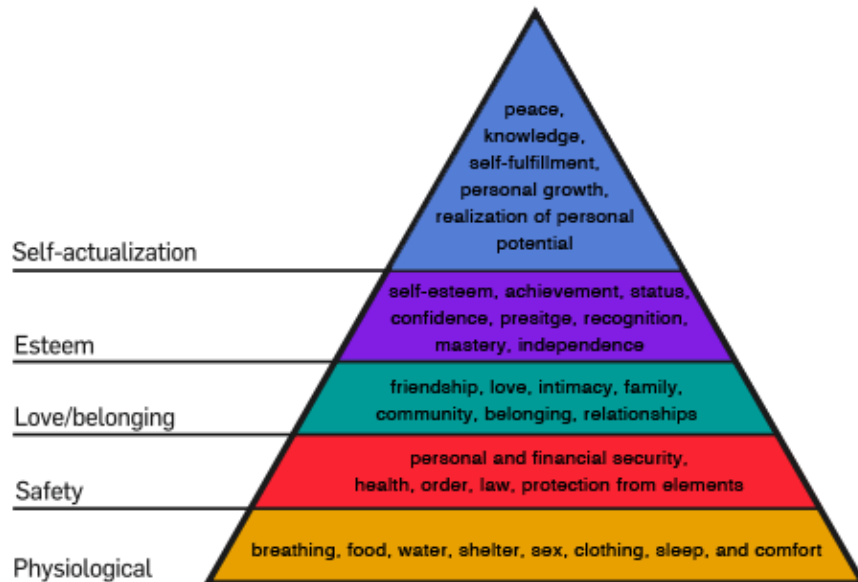 peace,
knowledge,
self-fulfillment,
personal growth,
realization of personal
potential
Self-actualization
self-esteem, achievement, status,
confidence, presitge, recognition,
mastery, independence
Esteem
friendship, love, intimacy, family,
community, belonging, relationships
Love/belonging
personal and financial security,
health, order, law, protection from elements
Safety
breathing, food, water, shelter, sex, clothing, sleep, and comfort
Physiological